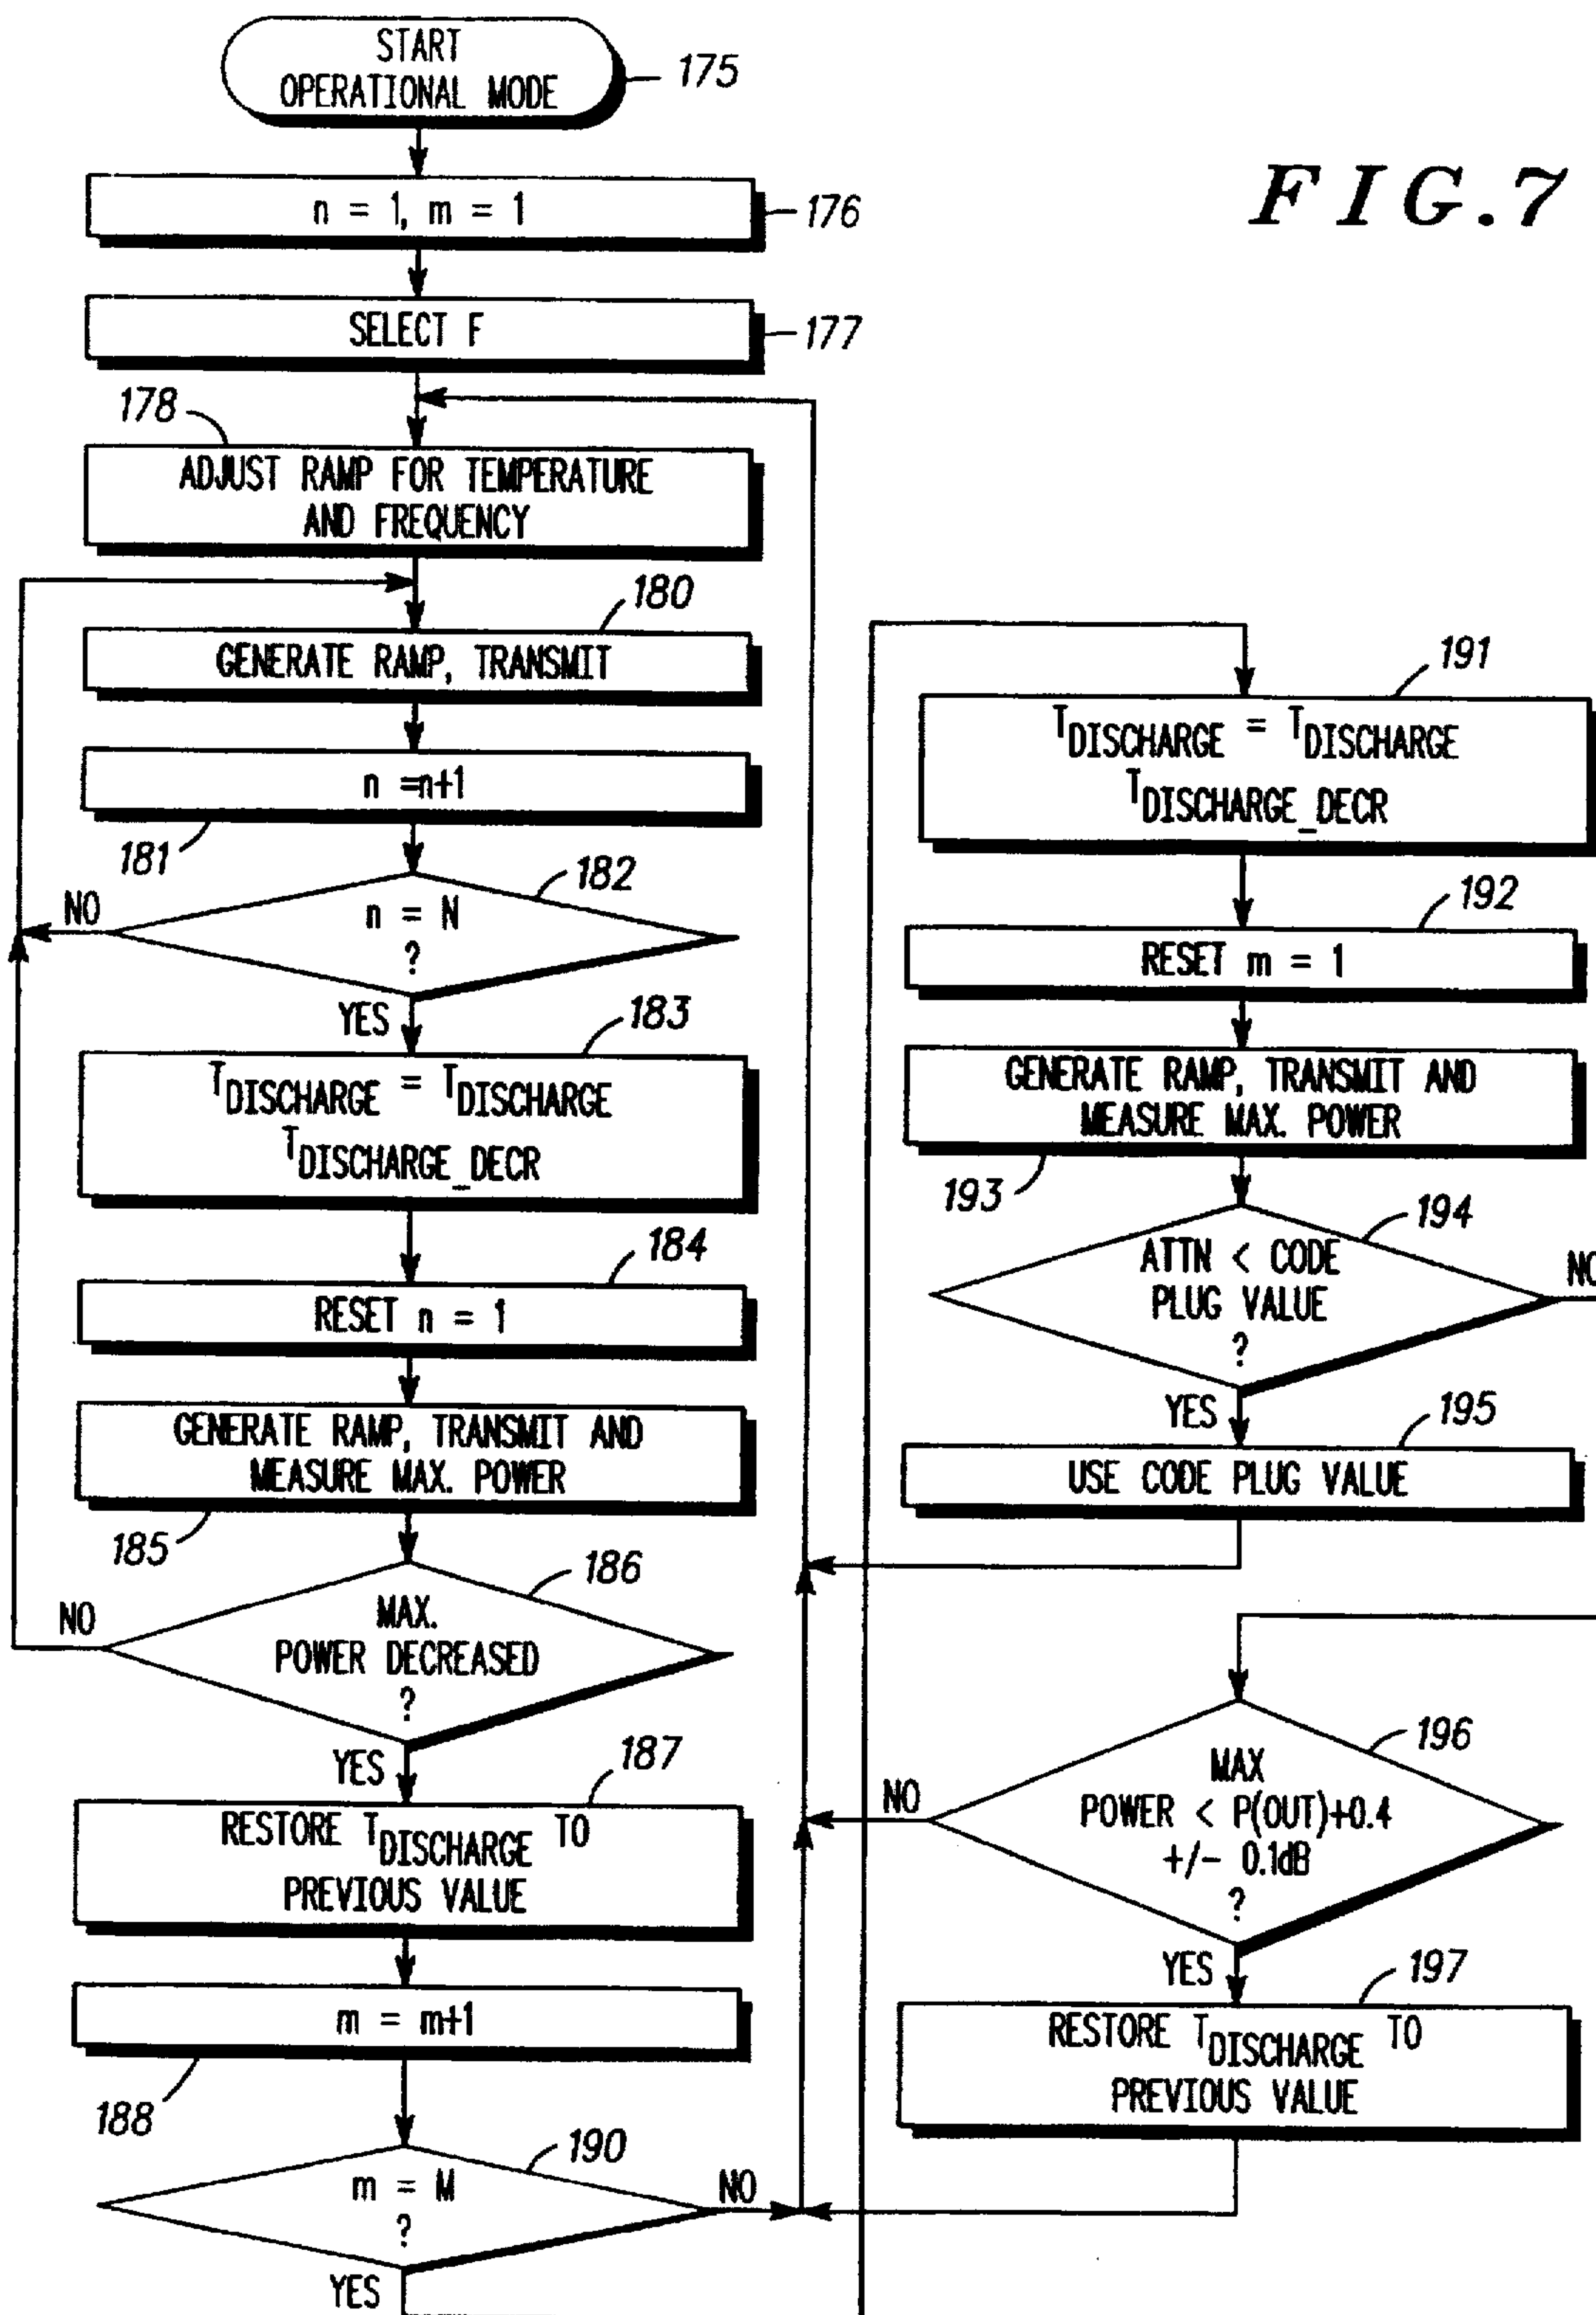 START
OPERATIONAL MODE
175
FIG.7
n = 1, m = 1
176
SELECT F
177
178
ADJUST RAMP FOR TEMPERATURE
AND FREQUENCY
180
GENERATE RAMP, TRANSMIT
n =n+1
181
182
n = N
?
NO
YES
183
TDISCHARGE = TDISCHARGE
TDISCHARGE_DECR
184
RESET n = 1
GENERATE RAMP, TRANSMIT AND
MEASURE MAX. POWER
185
186
MAX.
POWER DECREASED
?
NO
YES
187
RESTORE TDISCHARGE TO
PREVIOUS VALUE
m = m+1
188
190
m = M
?
NO
YES
191
TDISCHARGE = TDISCHARGE
TDISCHARGE_DECR
192
RESET m = 1
GENERATE RAMP, TRANSMIT AND
MEASURE MAX. POWER
193
194
ATTN < CODE
PLUG VALUE
?
NO
YES
195
USE CODE PLUG VALUE
196
MAX
POWER < P(OUT)+0.4
+/- 0.1dB
?
NO
YES
197
RESTORE TDISCHARGE TO
PREVIOUS VALUE